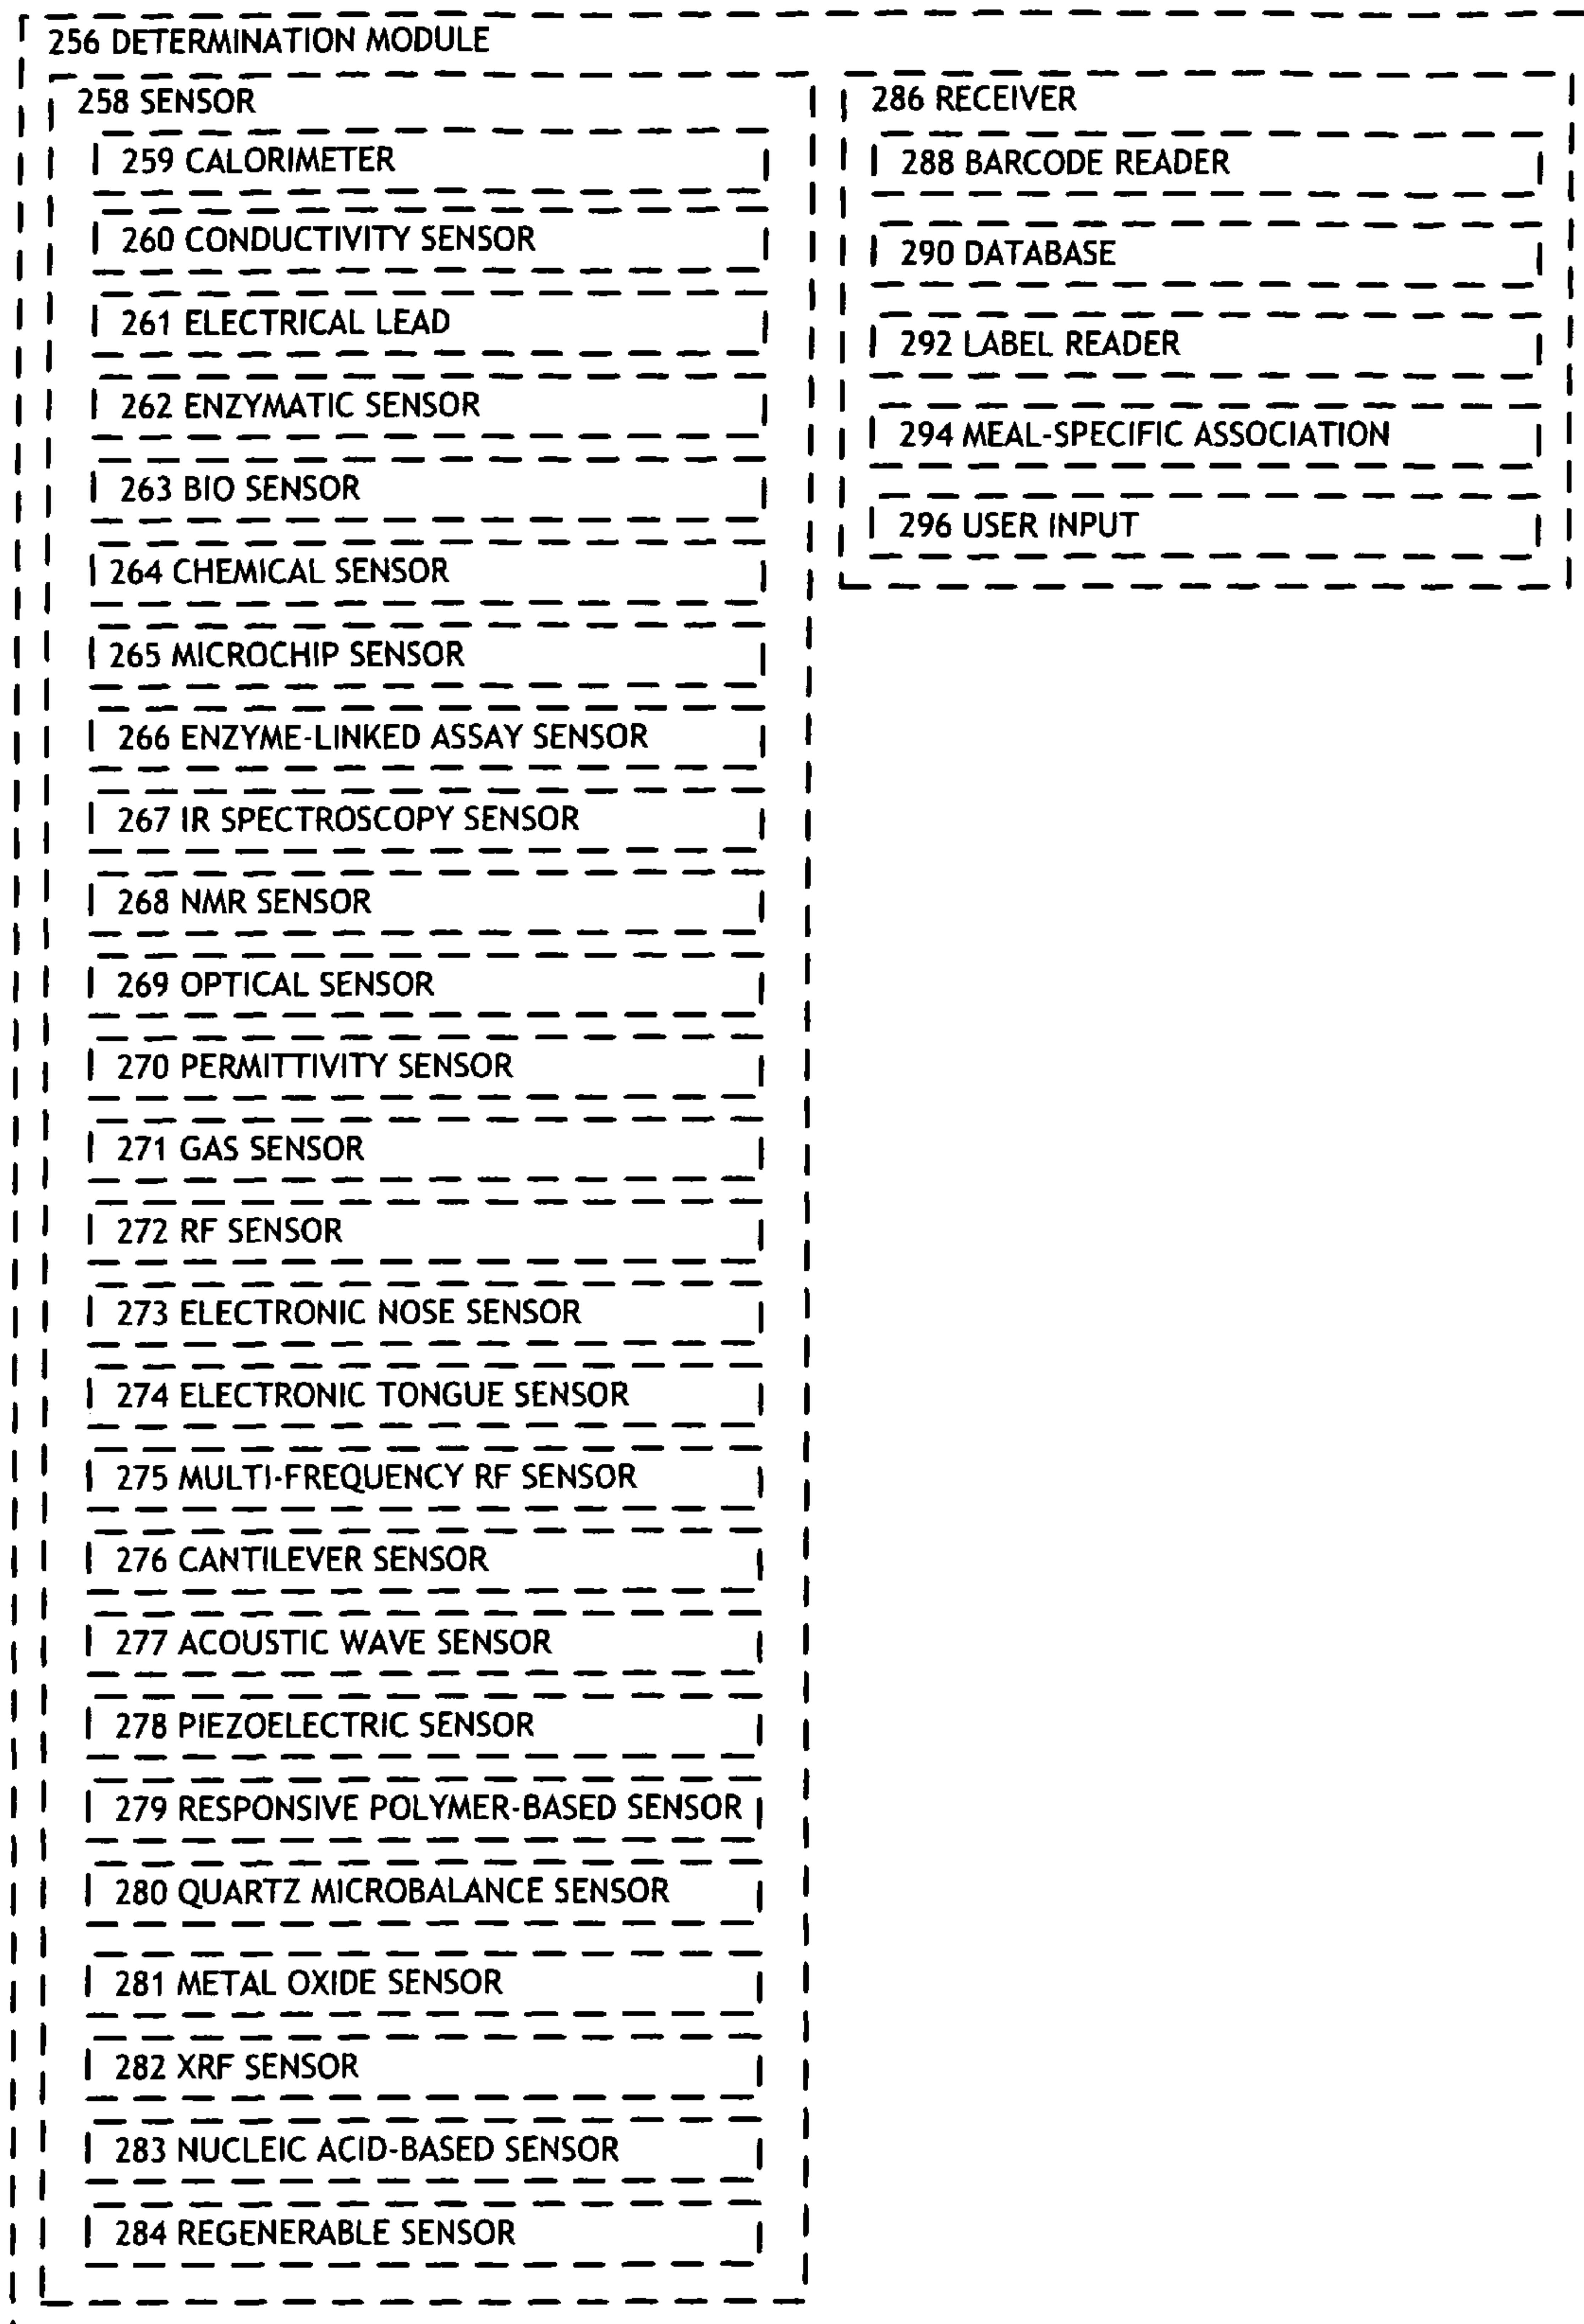 256 DETERMINATION MODULE
258 SENSOR
259 CALORIMETER
260 CONDUCTIVITY SENSOR
261 ELECTRICAL LEAD
262 ENZYMATIC SENSOR
263 BIO SENSOR
264 CHEMICAL SENSOR
265 MICROCHIP SENSOR
266 ENZYME-LINKED ASSAY SENSOR
267 IR SPECTROSCOPY SENSOR
268 NMR SENSOR
269 OPTICAL SENSOR
270 PERMITTIVITY SENSOR
271 GAS SENSOR
272 RF SENSOR
273 ELECTRONIC NOSE SENSOR
274 ELECTRONIC TONGUE SENSOR
275 MULTI-FREQUENCY RF SENSOR
276 CANTILEVER SENSOR
277 ACOUSTIC WAVE SENSOR
278 PIEZOELECTRIC SENSOR
279 RESPONSIVE POLYMER-BASED SENSOR
280 QUARTZ MICROBALANCE SENSOR
281 METAL OXIDE SENSOR
282 XRF SENSOR
283 NUCLEIC ACID-BASED SENSOR
284 REGENERABLE SENSOR
286 RECEIVER
288 BARCODE READER
290 DATABASE
292 LABEL READER
294 MEAL-SPECIFIC ASSOCIATION
296 USER INPUT